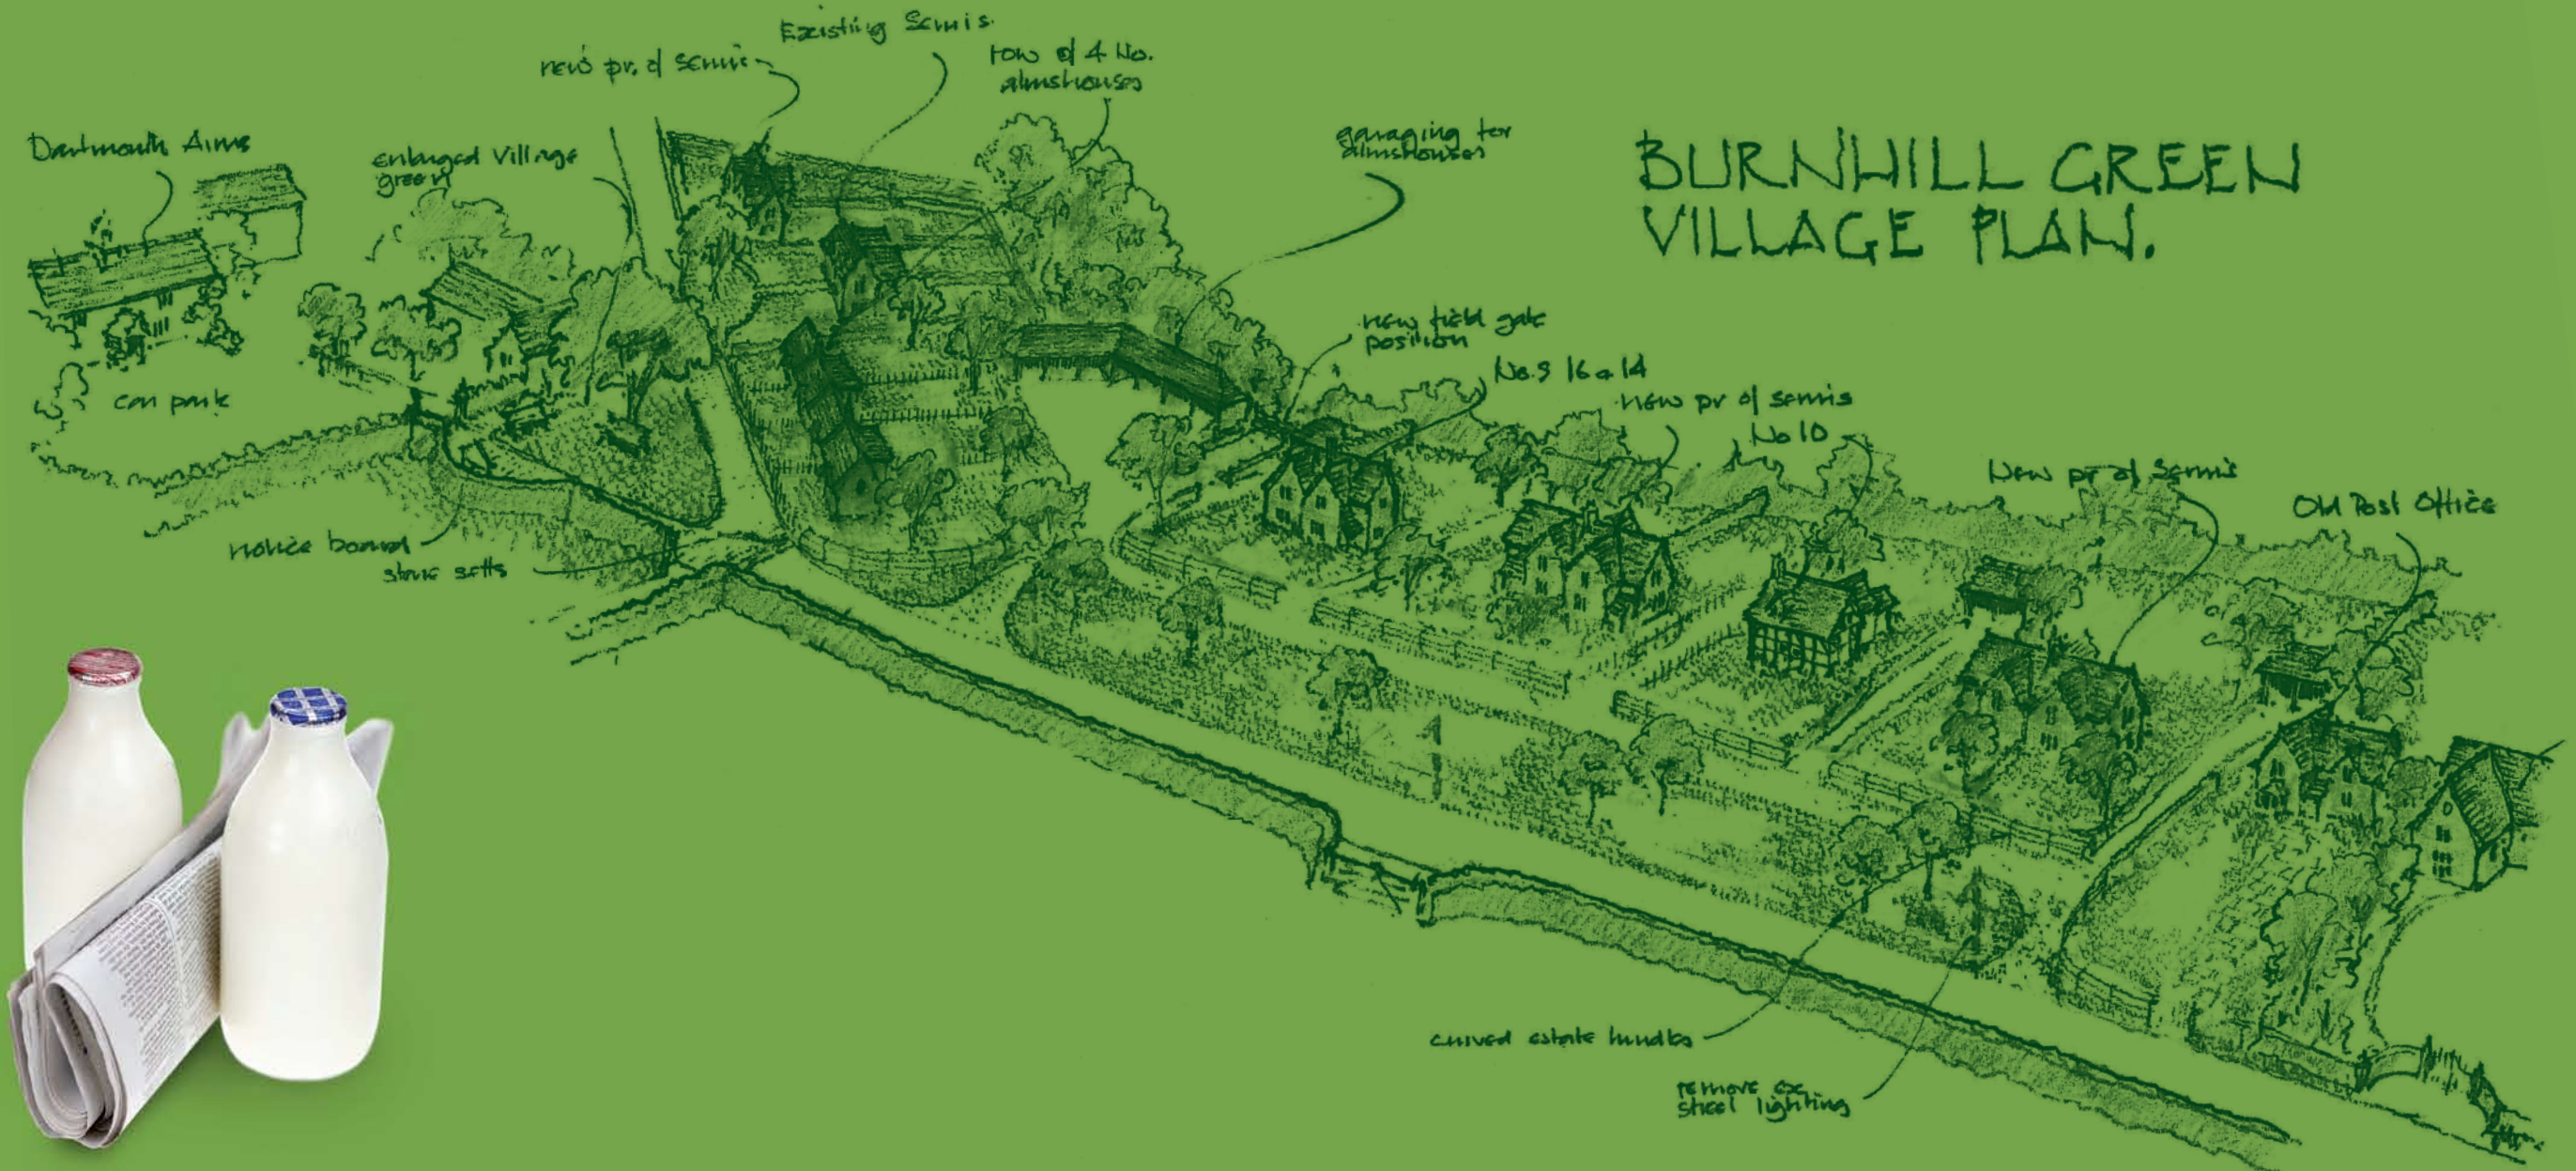 Existing Semis.
new pr. of semis
row of 4 No.
almshouses
Dartmouth Arms
enlarged village
green
garaging for
almshouses
BURNHILL GREEN
VILLAGE PLAN.
new field gate
position
No.s 16 & 14
new pr of semis
No 10
car park
New pr of semis
Old Post Office
notice board
stone setts
curved estate hurdles
remove ex
street lighting